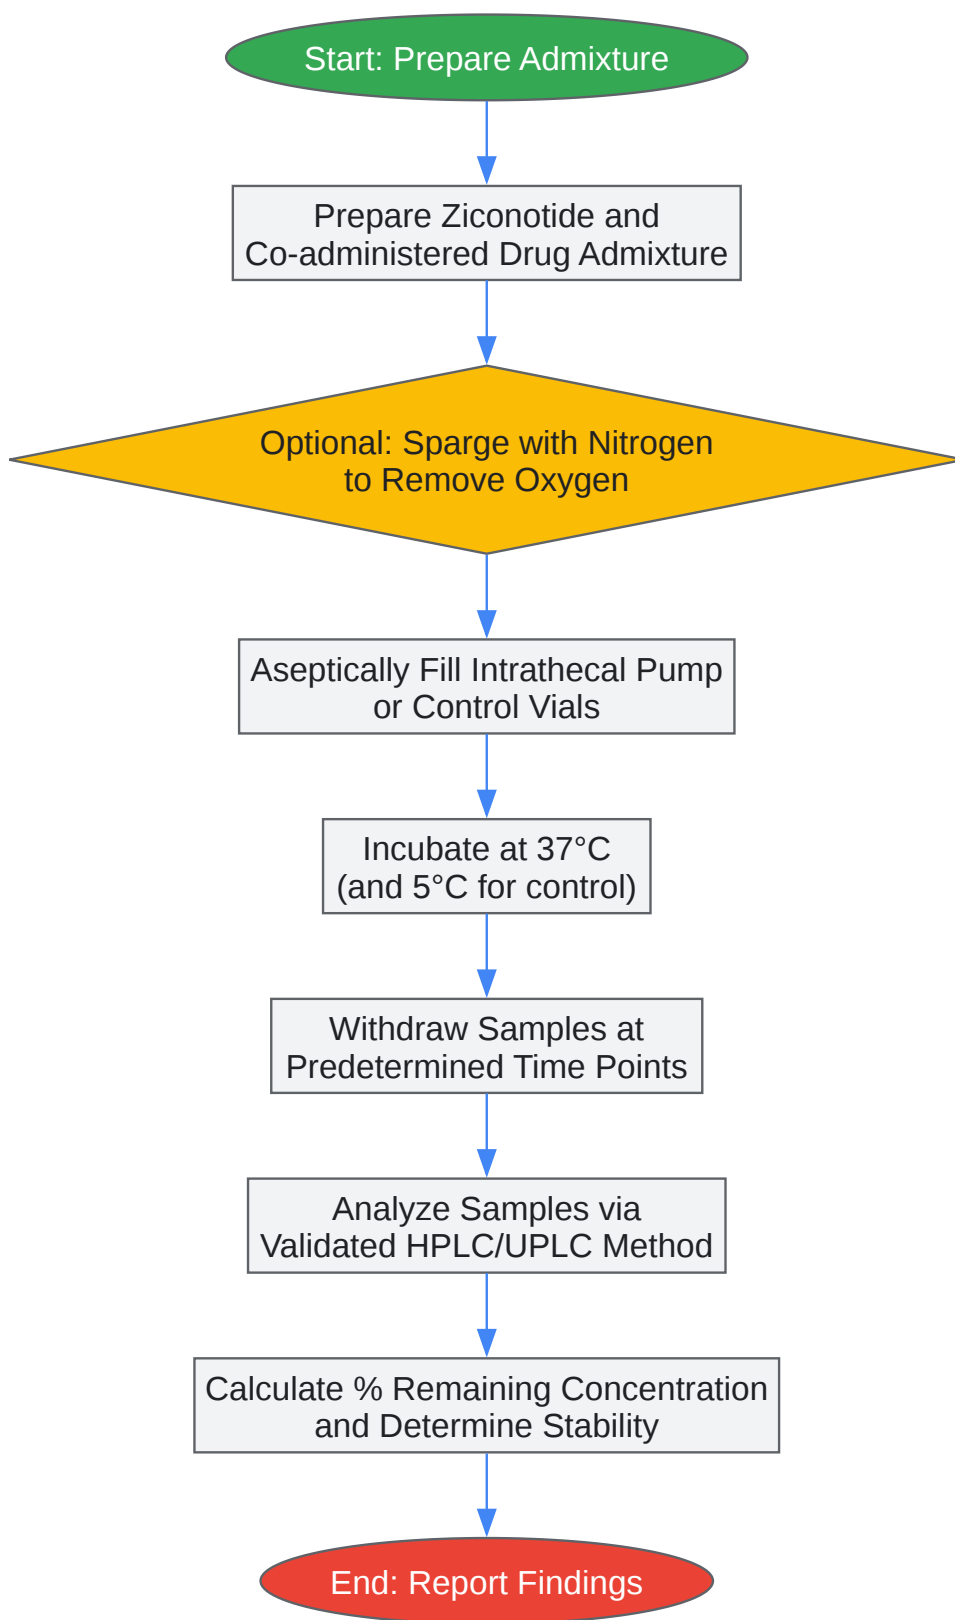 Start: Prepare Admixture
Prepare Ziconotide and
Co-administered Drug Admixture
Optional: Sparge with Nitrogen
to Remove Oxygen
Aseptically Fill Intrathecal Pump
or Control Vials
Incubate at 37°C
(and 5°C for control)
Withdraw Samples at
Predetermined Time Points
Analyze Samples via
Validated HPLC/UPLC Method
Calculate % Remaining Concentration
and Determine Stability
End: Report Findings